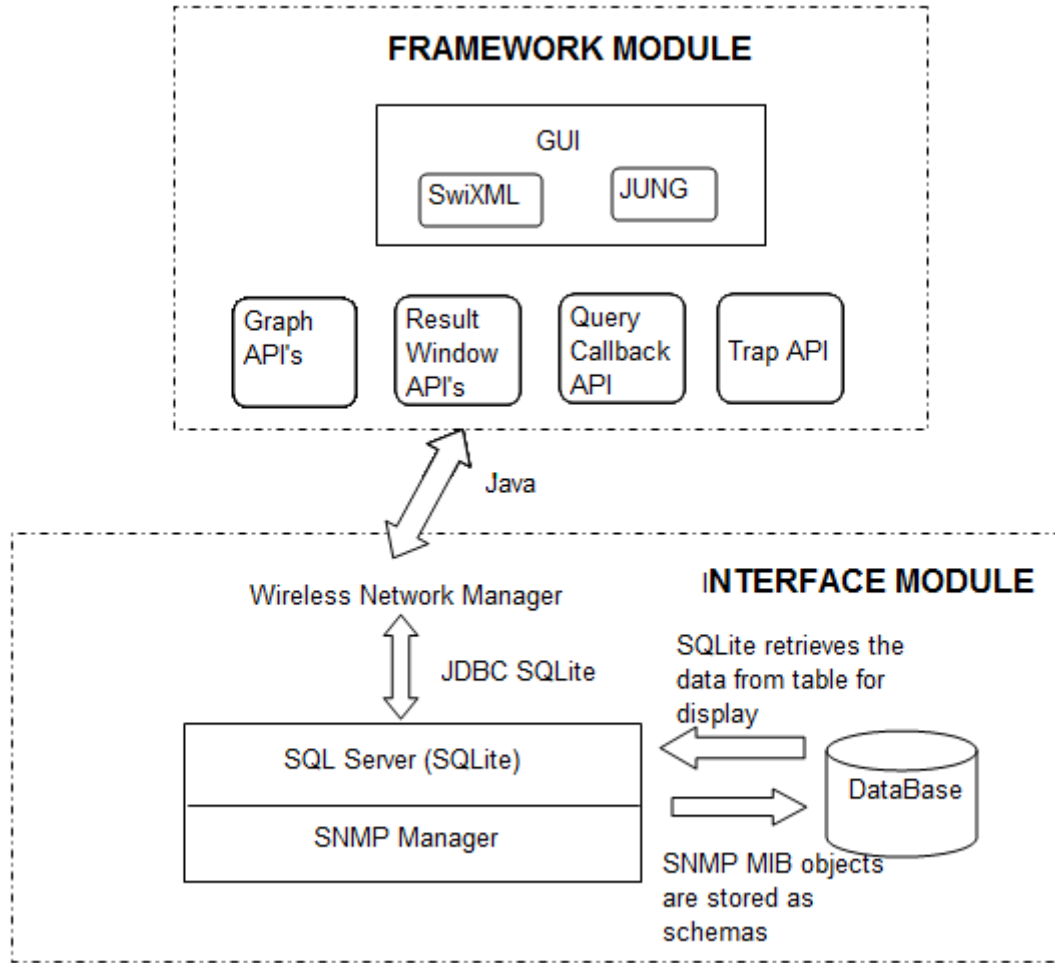 FRAMEWORK MODULE
GUI
SwiXML
JUNG
Graph
API's
Result
Window
API's
Query
Callback
API
Trap API
Java
INTERFACE MODULE
Wireless Network Manager
JDBC SQLite
SQLite retrieves the
data from table for
display
SQL Server (SQLite)
SNMP Manager
DataBase
SNMP MIB objects
are stored as
schemas